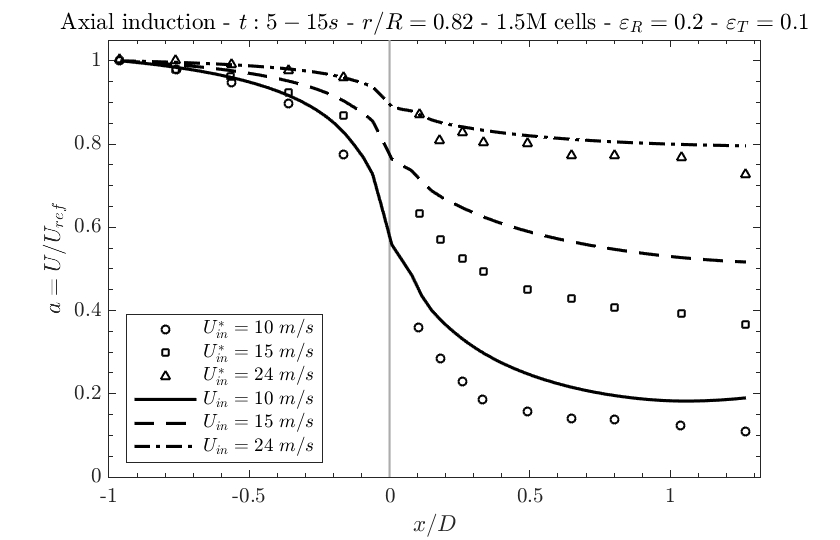 Axial induction - t : 5 − 15s - r/R = 0.82 - 1.5M cells - ε_R = 0.2 - ε_T = 0.1
1
0.8
0.6
0.4
0.2
0
a = U/U_ref
U*_in = 10 m/s
U*_in = 15 m/s
U*_in = 24 m/s
U_in = 10 m/s
U_in = 15 m/s
U_in = 24 m/s
-1 -0.5 0 0.5 1
x/D